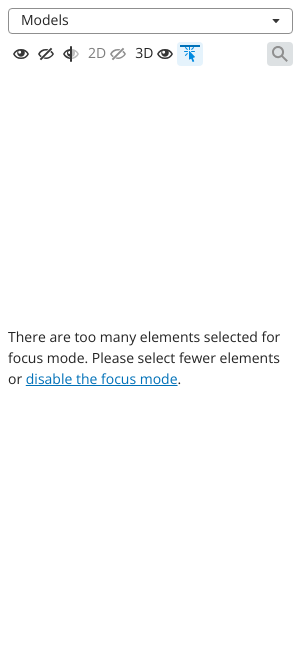 Models
2D 3D
There are too many elements selected for
focus mode. Please select fewer elements
or disable the focus mode.